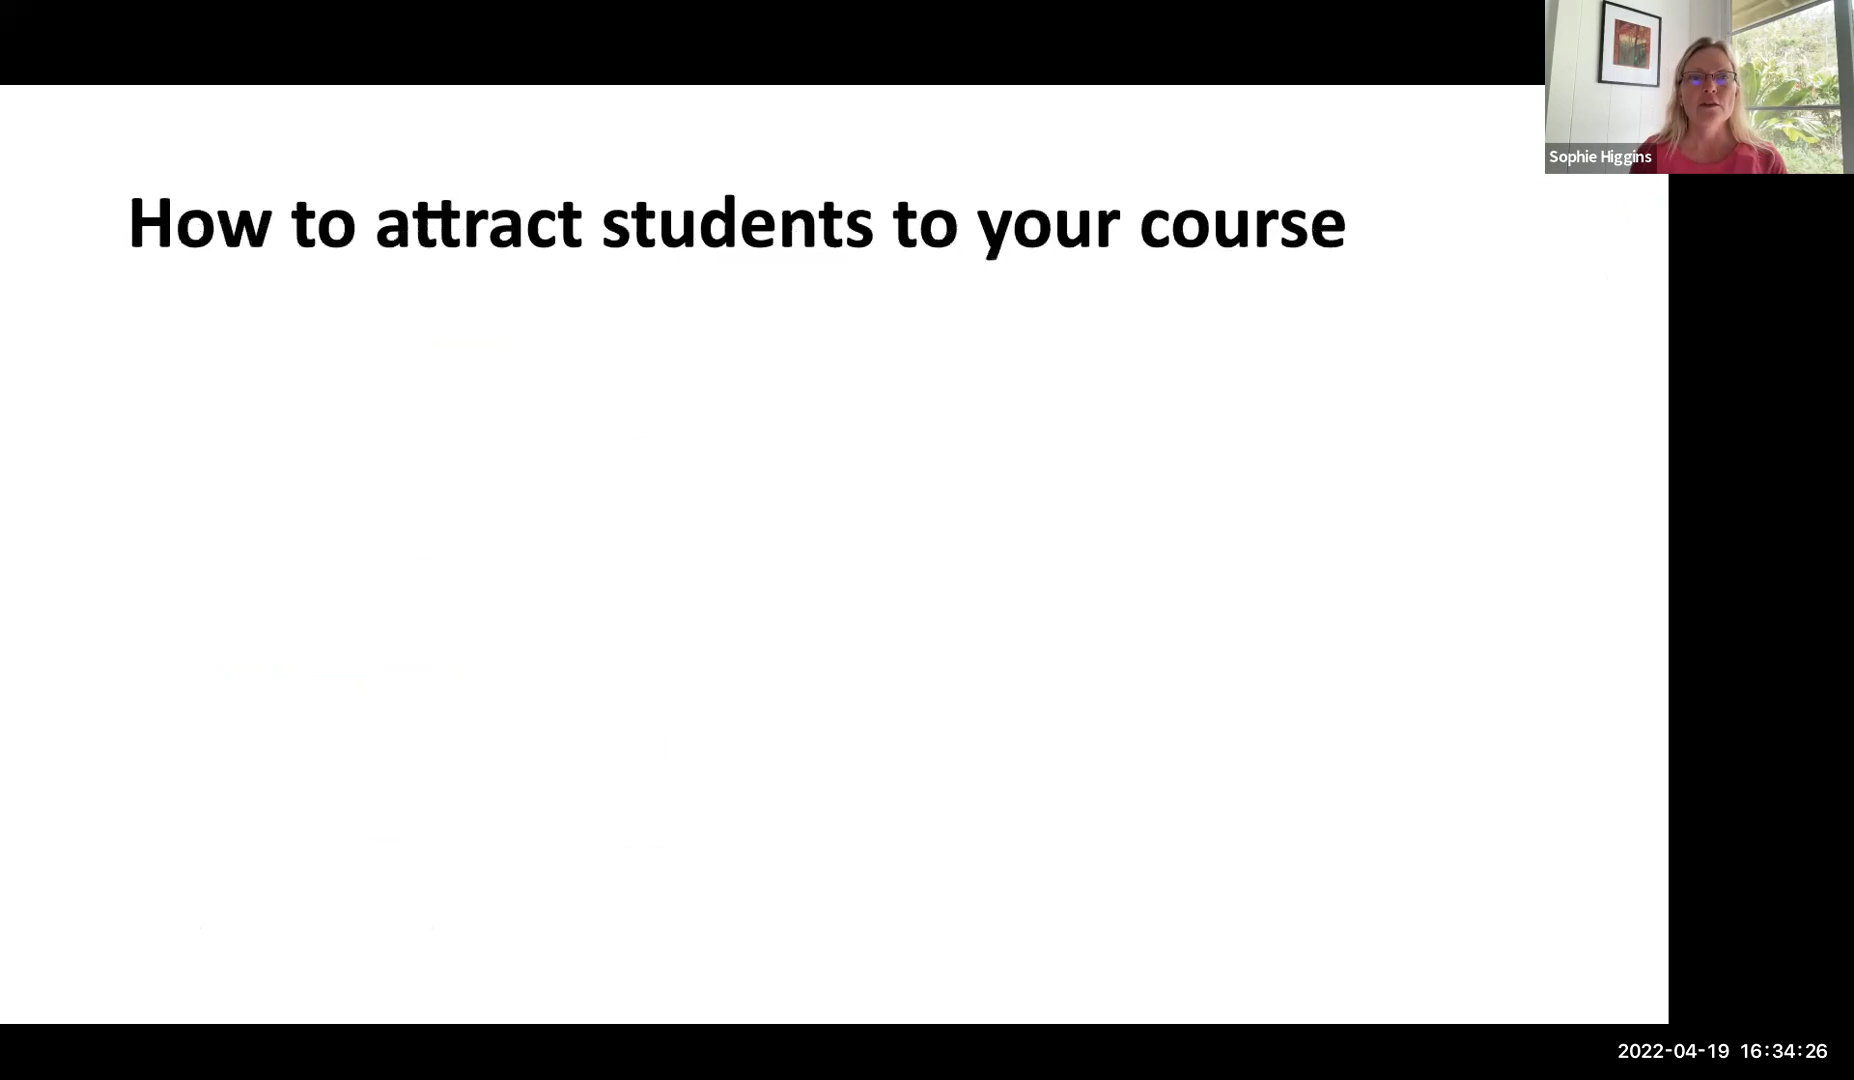 Sophie Higgins
How to attract students to your course
2022-04-19 16:34:26